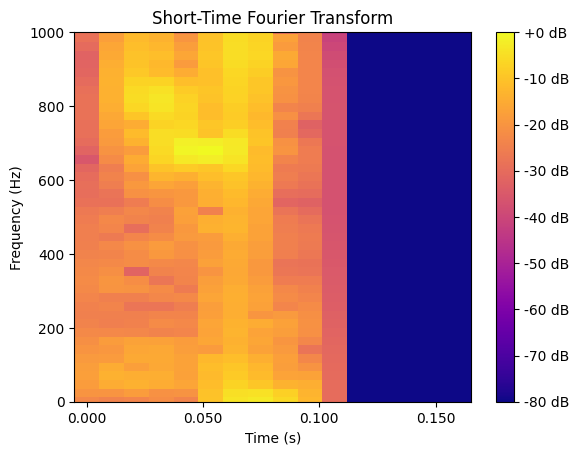 Short-Time Fourier Transform
1000
800
600
400
200
0
Frequency (Hz)
0.000
0.050
0.100
0.150
Time (s)
+0 dB
-10 dB
-20 dB
-30 dB
-40 dB
-50 dB
-60 dB
-70 dB
-80 dB